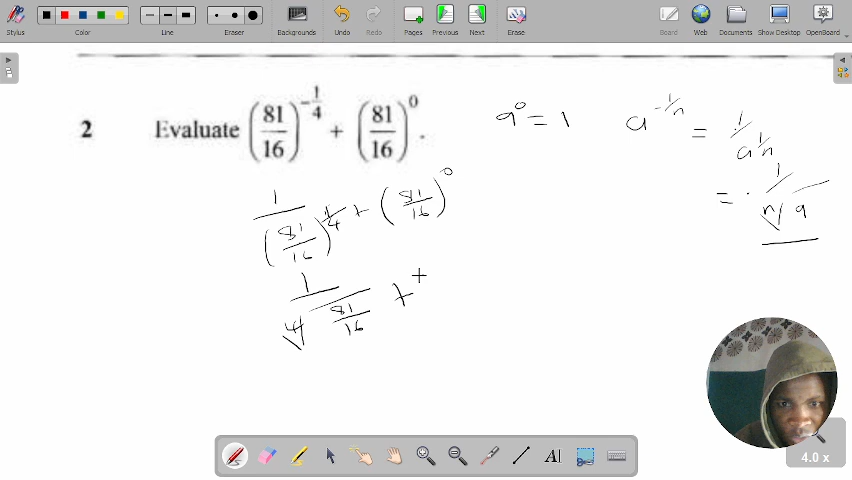 Stylus Color Line Eraser Undo Redo Pages Previous Next Erase Board Web Documents Show Desktop OpenBoard
2 Evaluate (81/16)^(-1/4) + (81/16)^0.
a^0 = 1
a^(-1/n) = 1/a^(1/n)
= 1/ⁿ√a
1/(81/16)^(1/4) + (81/16)^0
1/⁴√(81/16) + +
4.0 x